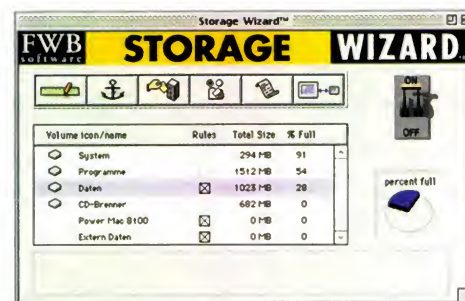 Storage Wizard™
FWB software STORAGE WIZARD
ON
OFF
Volume icon/name Rules Total Size % Full
System 294 MB 91
Programme 1512 MB 54
Daten 1023 MB 28
CD-Brenner 682 MB 0
Power Mac 8100 0 MB 0
Extern Daten 0 MB 0
percent full